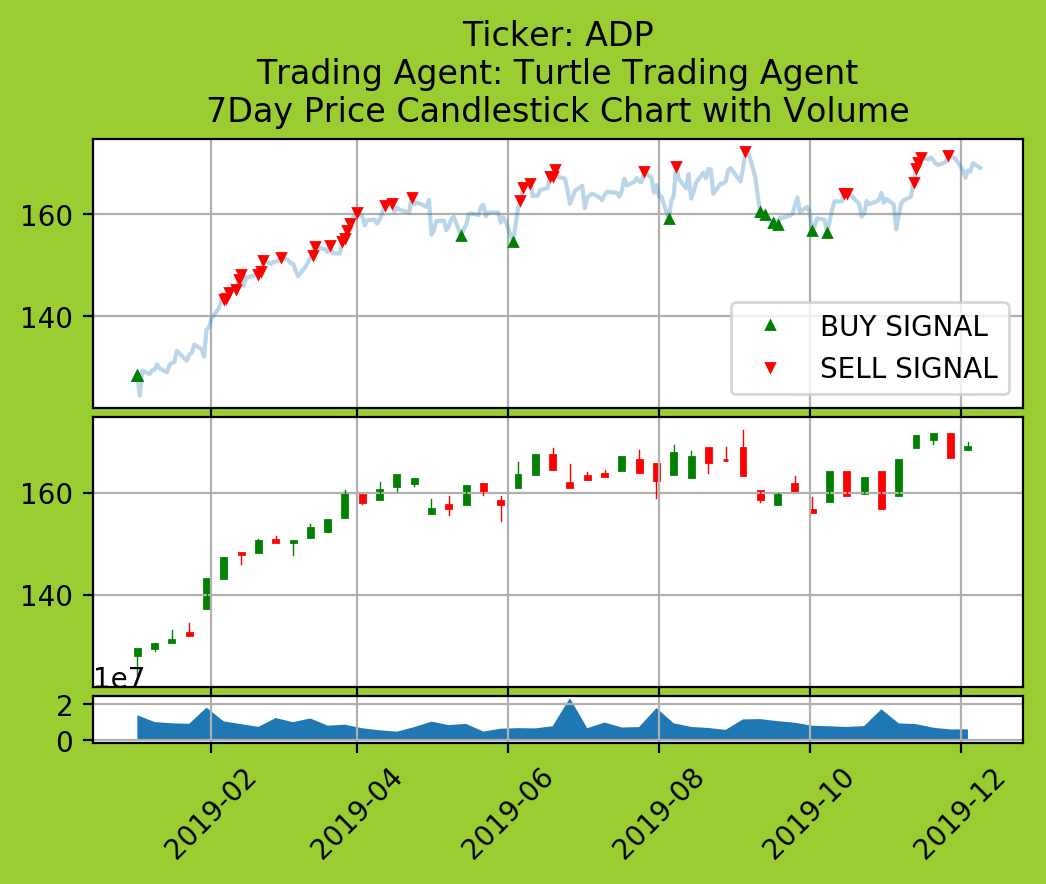 Ticker: ADP
Trading Agent: Turtle Trading Agent
7Day Price Candlestick Chart with Volume
160
140
BUY SIGNAL
SELL SIGNAL
160
140
1e7
2
0
2019-02
2019-04
2019-06
2019-08
2019-10
2019-12